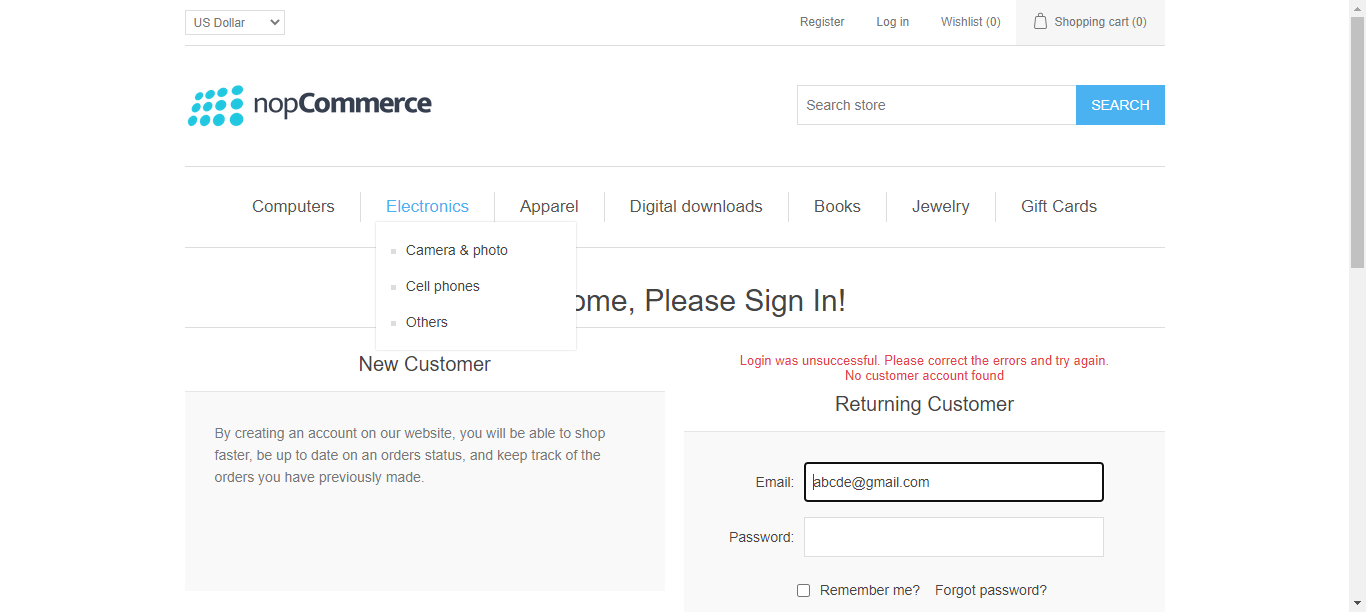 US Dollar
Register
Log in
Wishlist (0)
Shopping cart (0)
nopCommerce
Search store
SEARCH
Computers
Electronics
Apparel
Digital downloads
Books
Jewelry
Gift Cards
Camera & photo
Cell phones
Others
ome, Please Sign In!
New Customer
By creating an account on our website, you will be able to shop
faster, be up to date on an orders status, and keep track of the
orders you have previously made.
Login was unsuccessful. Please correct the errors and try again.
No customer account found
Returning Customer
Email:
abcde@gmail.com
Password:
Remember me?
Forgot password?